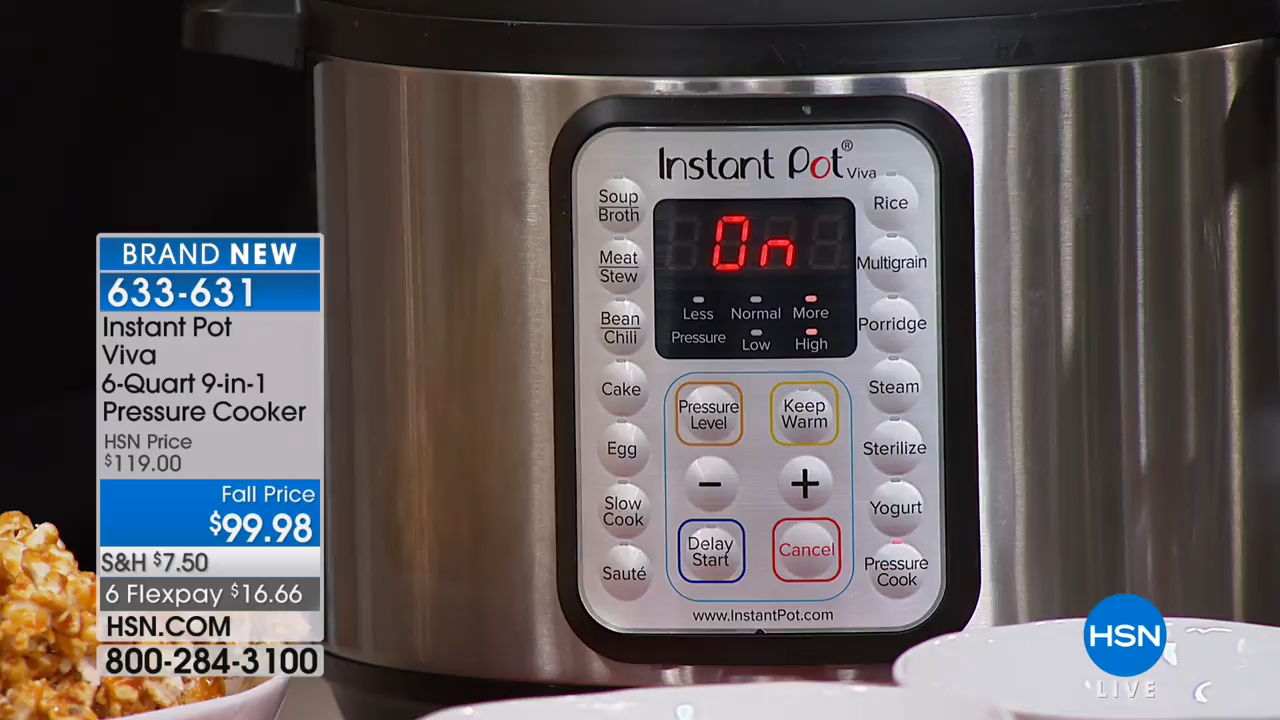 BRAND NEW
633-631
Instant Pot
Viva
6-Quart 9-in-1
Pressure Cooker
HSN Price
$119.00
Fall Price
$99.98
S&H $7.50
6 Flexpay $16.66
HSN.COM
800-284-3100
Instant Pot® Viva
Soup
Broth
Meat
Stew
Bean
Chili
Cake
Egg
Slow
Cook
Sauté
On
Less Normal More
Pressure Low High
Pressure
Level
Keep
Warm
- +
Delay
Start
Cancel
Rice
Multigrain
Porridge
Steam
Sterilize
Yogurt
Pressure
Cook
www.InstantPot.com
HSN
LIVE